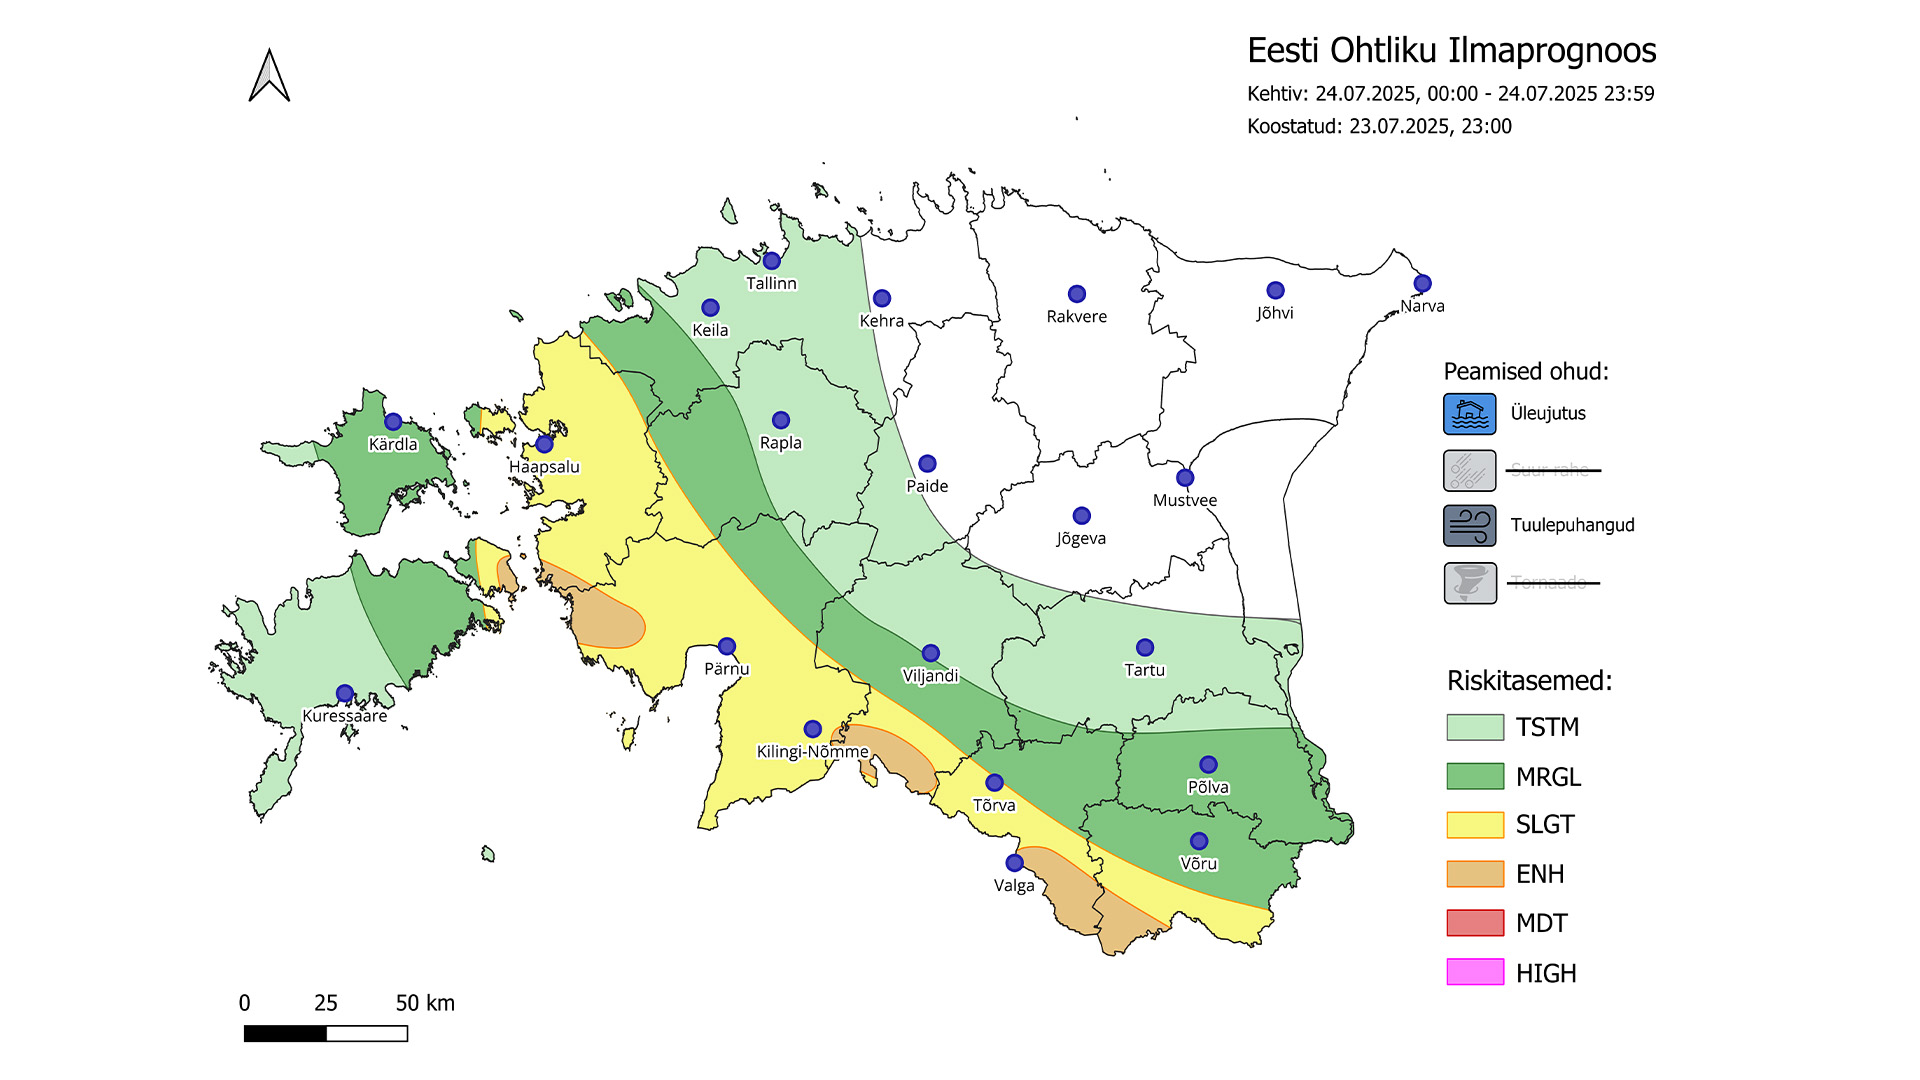 Eesti Ohtliku Ilmaprognoos
Kehtiv: 24.07.2025, 00:00 - 24.07.2025 23:59
Koostatud: 23.07.2025, 23:00
Tallinn
Keila
Kehra
Rakvere
Jõhvi
Narva
Kärdla
Haapsalu
Rapla
Paide
Mustvee
Jõgeva
Kuressaare
Pärnu
Viljandi
Tartu
Kilingi-Nõmme
Tõrva
Põlva
Võru
Valga
Peamised ohud:
Üleujutus
Suur rahe
Tuulepuhangud
Tornaado
Riskitasemed:
TSTM
MRGL
SLGT
ENH
MDT
HIGH
0 25 50 km